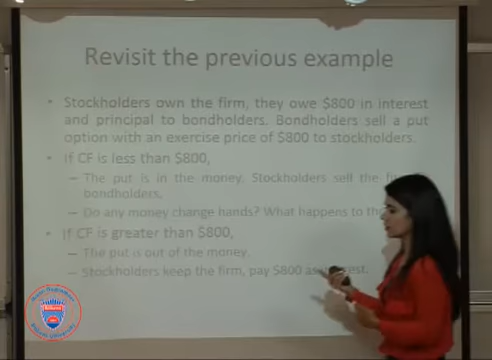 Revisit the previous example
• Stockholders own the firm, they owe $800 in interest
and principal to bondholders. Bondholders sell a put
option with an exercise price of $800 to stockholders.
• If CF is less than $800,
– The put is in the money. Stockholders sell the
bondholders,
– Do any money change hands? What happens to
• If CF is greater than $800,
– The put is out of the money.
– Stockholders keep the firm, pay $800 as